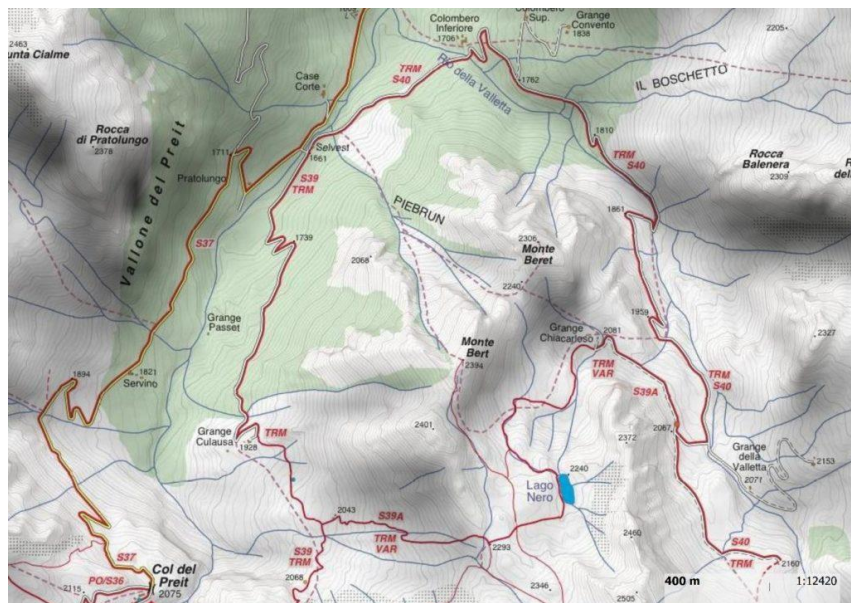 Colombero
Inferiore
1706
Colombero
Sup.
Grange
Convento
1838
2205
2463
unta Cialme
Case
Corte
TRM
S40
Rio della Valletta
1762
IL BOSCHETTO
Rocca
di Pratolungo
2378
1711
Selvest
1661
1810
TRM
S40
Rocca
Balenera
2309
R
della
Pratolungo
Vallone del Preit
S39
TRM
PIEBRUN
1861
S37
1739
2068
2306
Monte
Beret
2240
Grange
Passet
1959
Grange
Chiacarloso
2081
2327
Monte
Bert
2394
1894
1821
Servino
TRM
VAR
S39A
TRM
S40
Grange
Culausa
1928
TRM
2401
2372
2067
Grange
della
Valletta
2071
2153
Lago
Nero
2240
2043
S39A
TRM
VAR
2460
S37
S39
TRM
2068
2293
S40
TRM
2160
Col del
Preit
2075
PO/S36
2115
2346
2505
400 m
1:12420